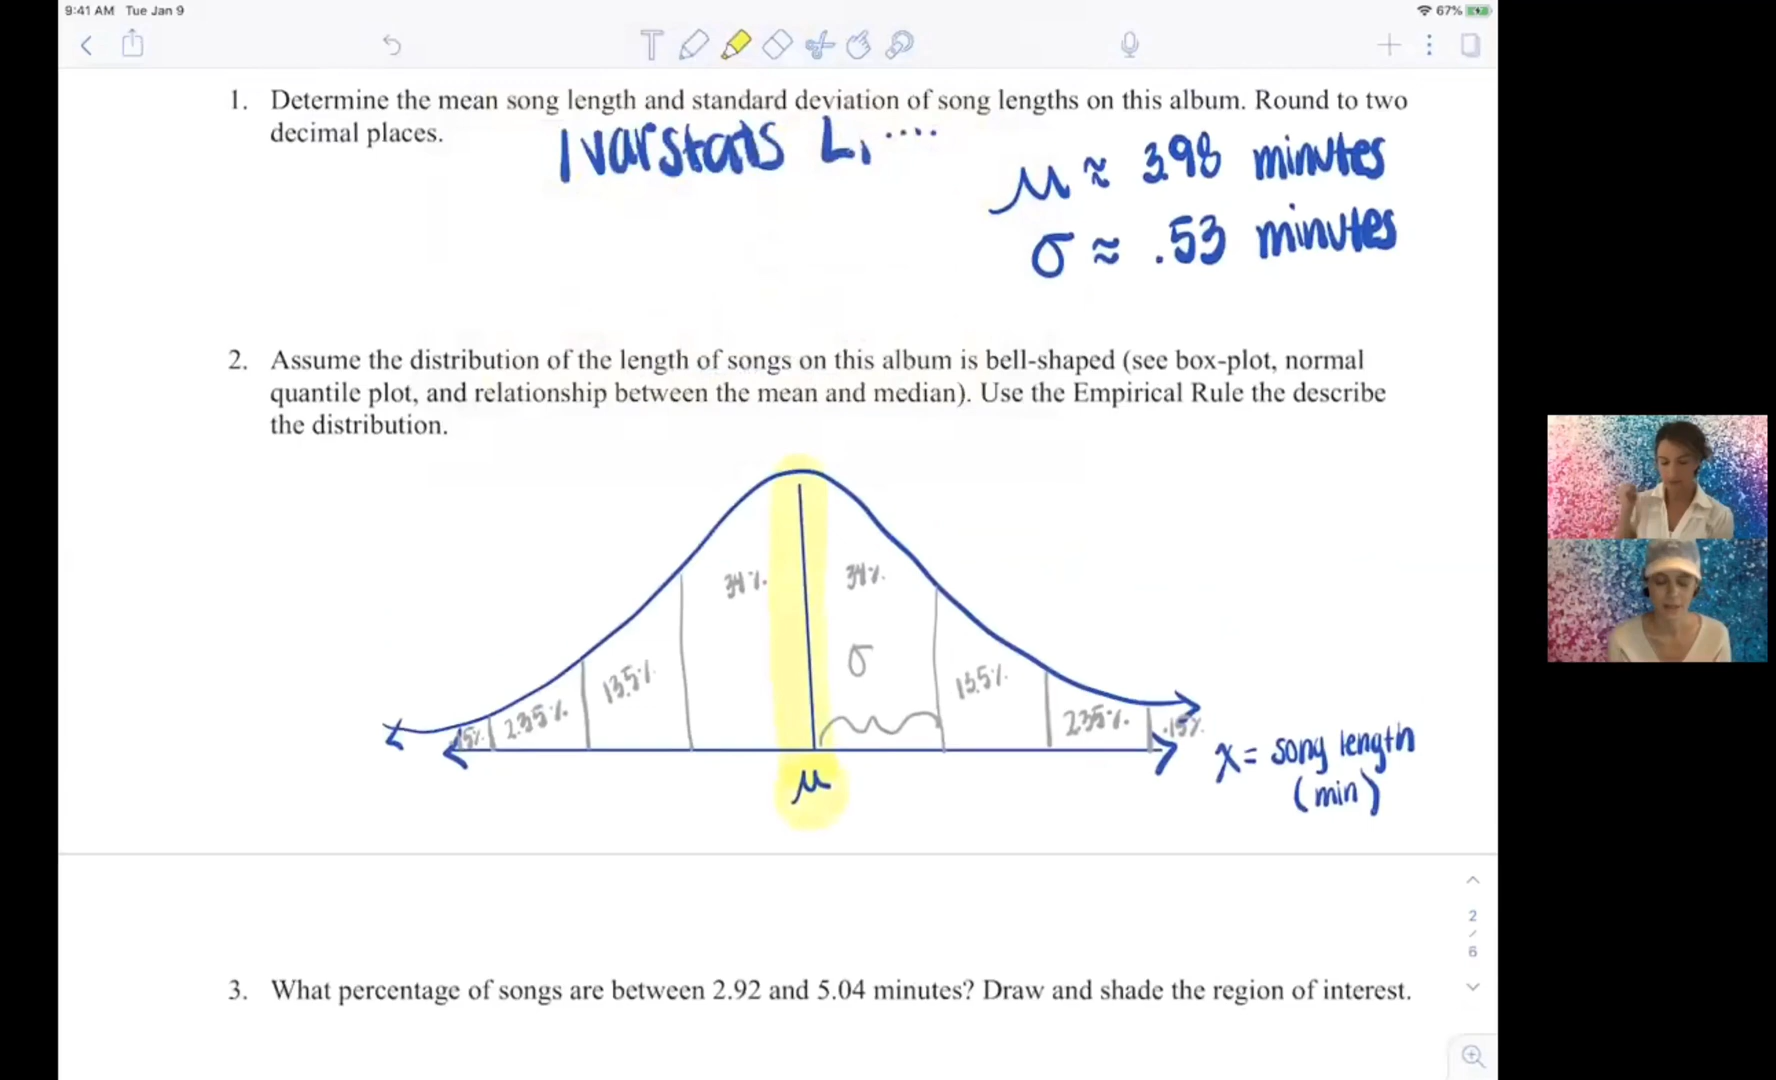 9:41 AM Tue Jan 9
67%
1. Determine the mean song length and standard deviation of song lengths on this album. Round to two
decimal places.
1 Var stats L₁ ....
μ ≈ 3.98 minutes
σ ≈ .53 minutes
2. Assume the distribution of the length of songs on this album is bell-shaped (see box-plot, normal
quantile plot, and relationship between the mean and median). Use the Empirical Rule the describe
the distribution.
34% 34%
σ
13.5% 13.5%
2.35% 2.35%
.15% .15%
μ
x = song length
(min)
2
/
6
3. What percentage of songs are between 2.92 and 5.04 minutes? Draw and shade the region of interest.